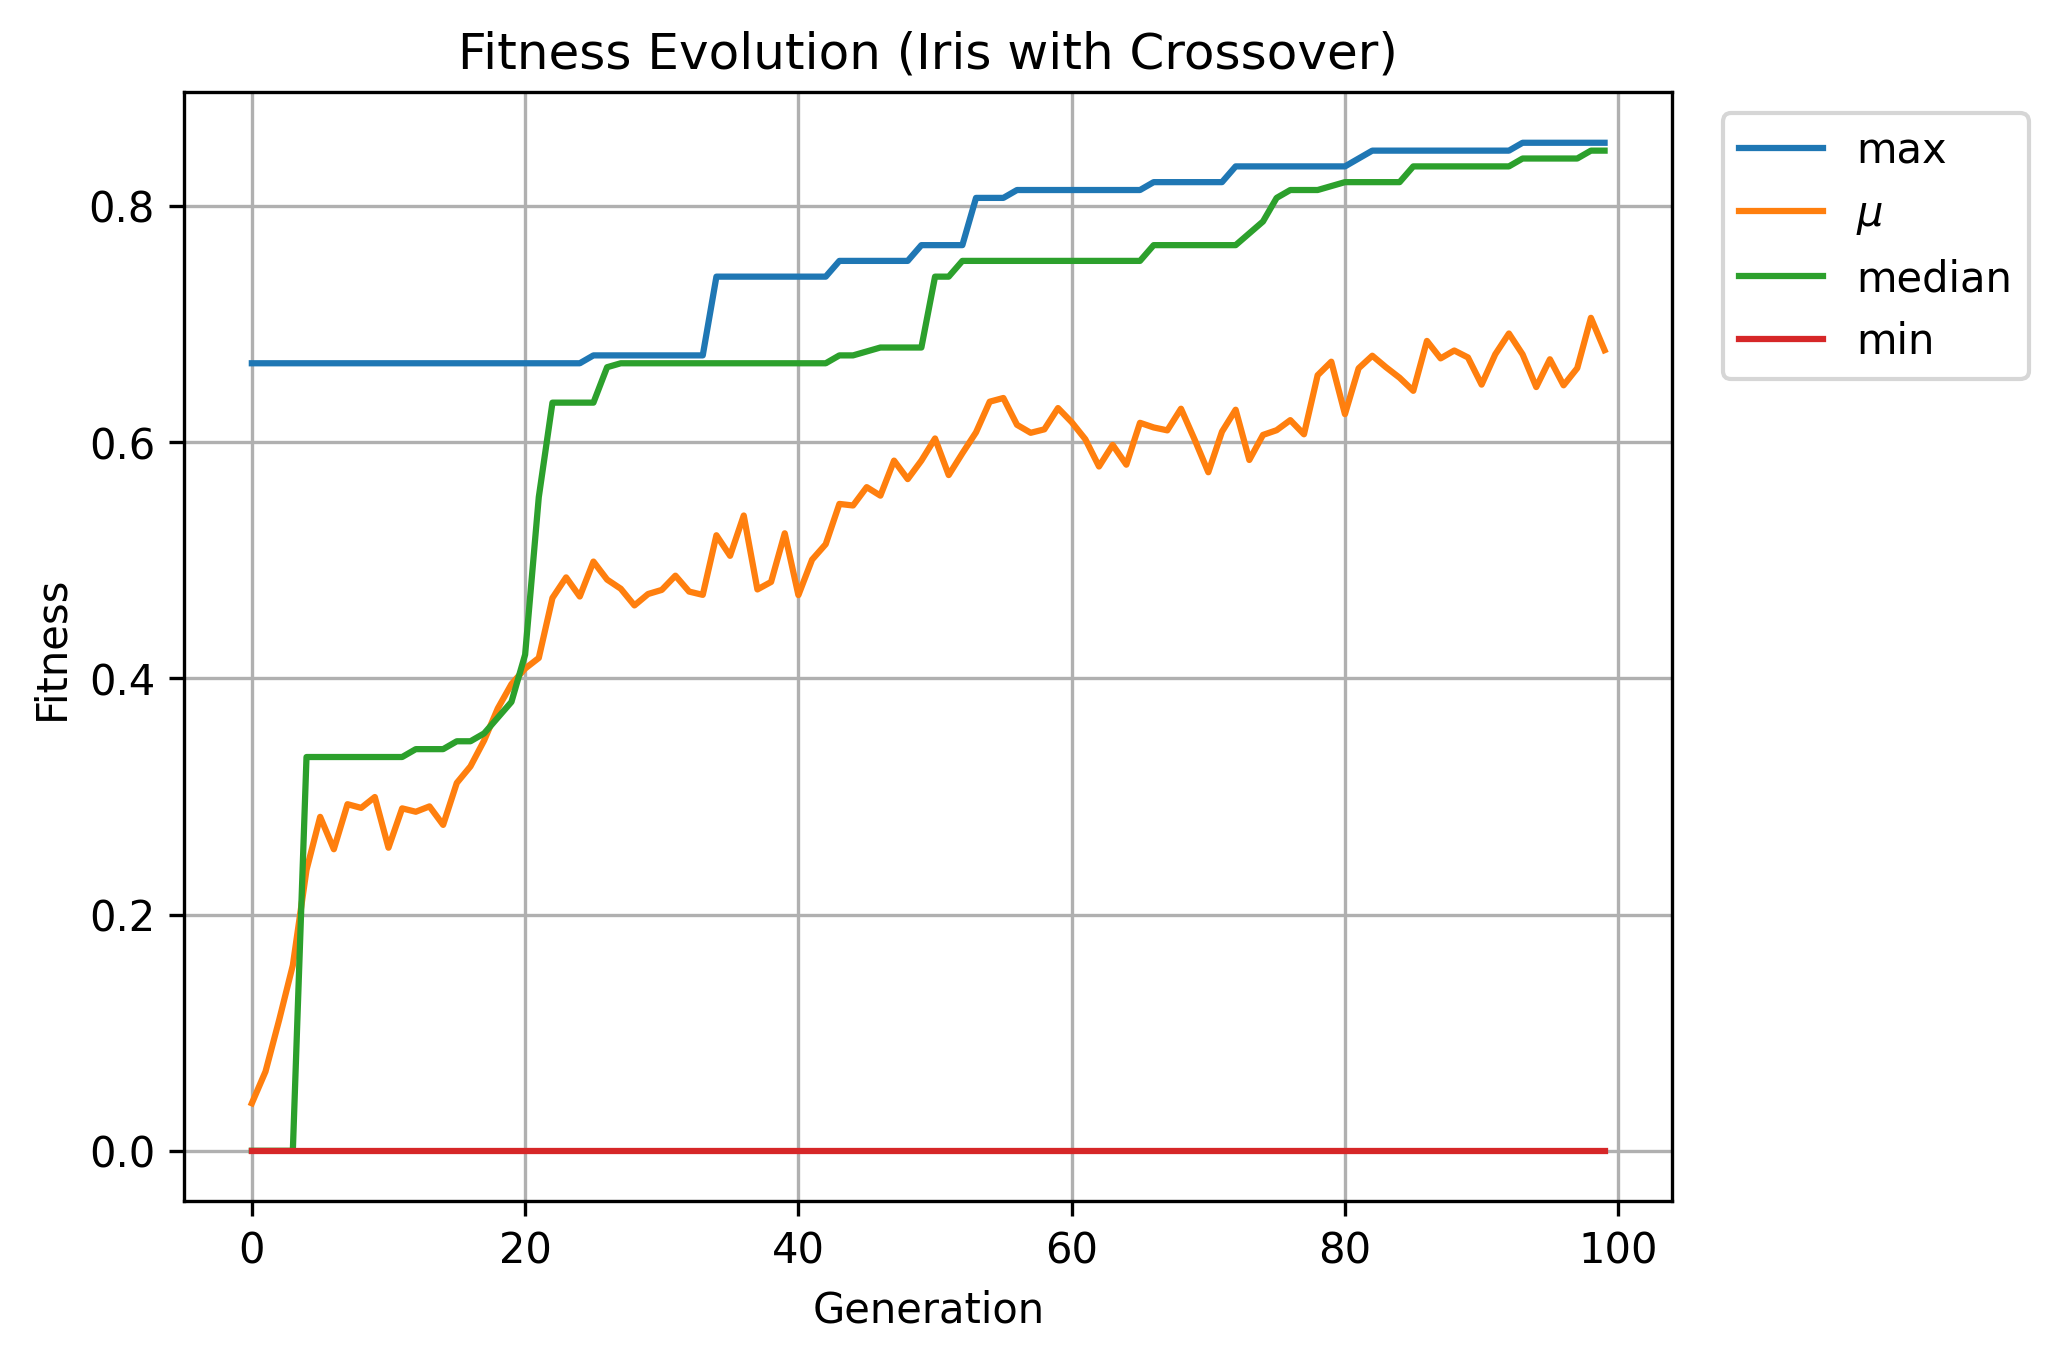 Fitness Evolution (Iris with Crossover)
max
μ
median
min
Fitness
0.8
0.6
0.4
0.2
0.0
0 20 40 60 80 100
Generation